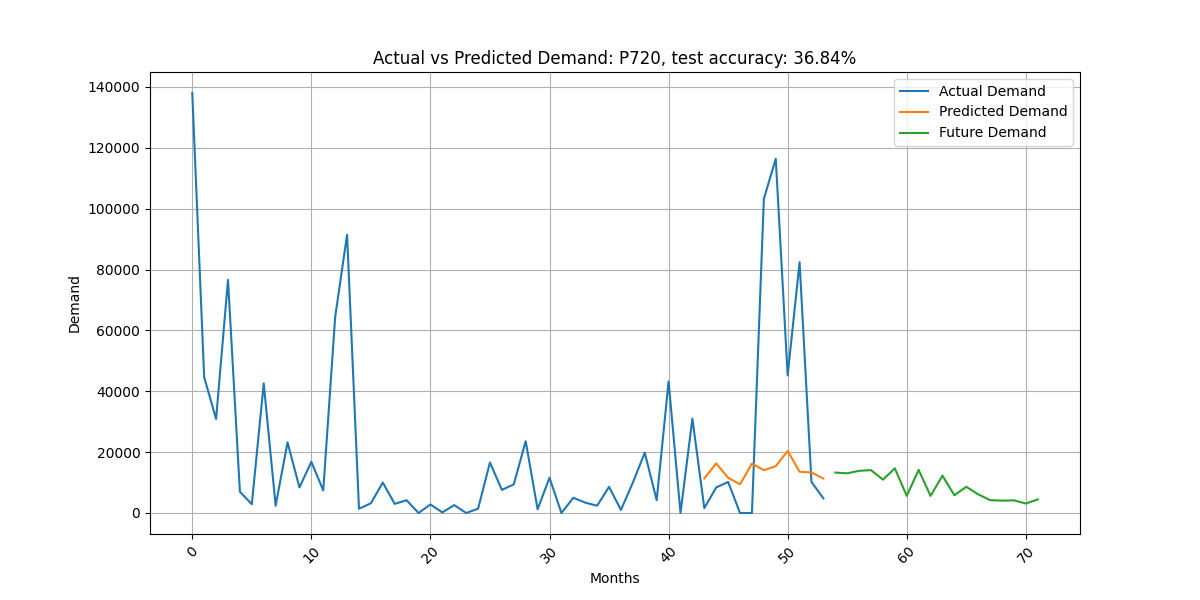 Actual vs Predicted Demand: P720, test accuracy: 36.84%
Actual Demand
Predicted Demand
Future Demand
140000
120000
100000
80000
60000
40000
20000
0
Demand
0
10
20
30
40
50
60
70
Months